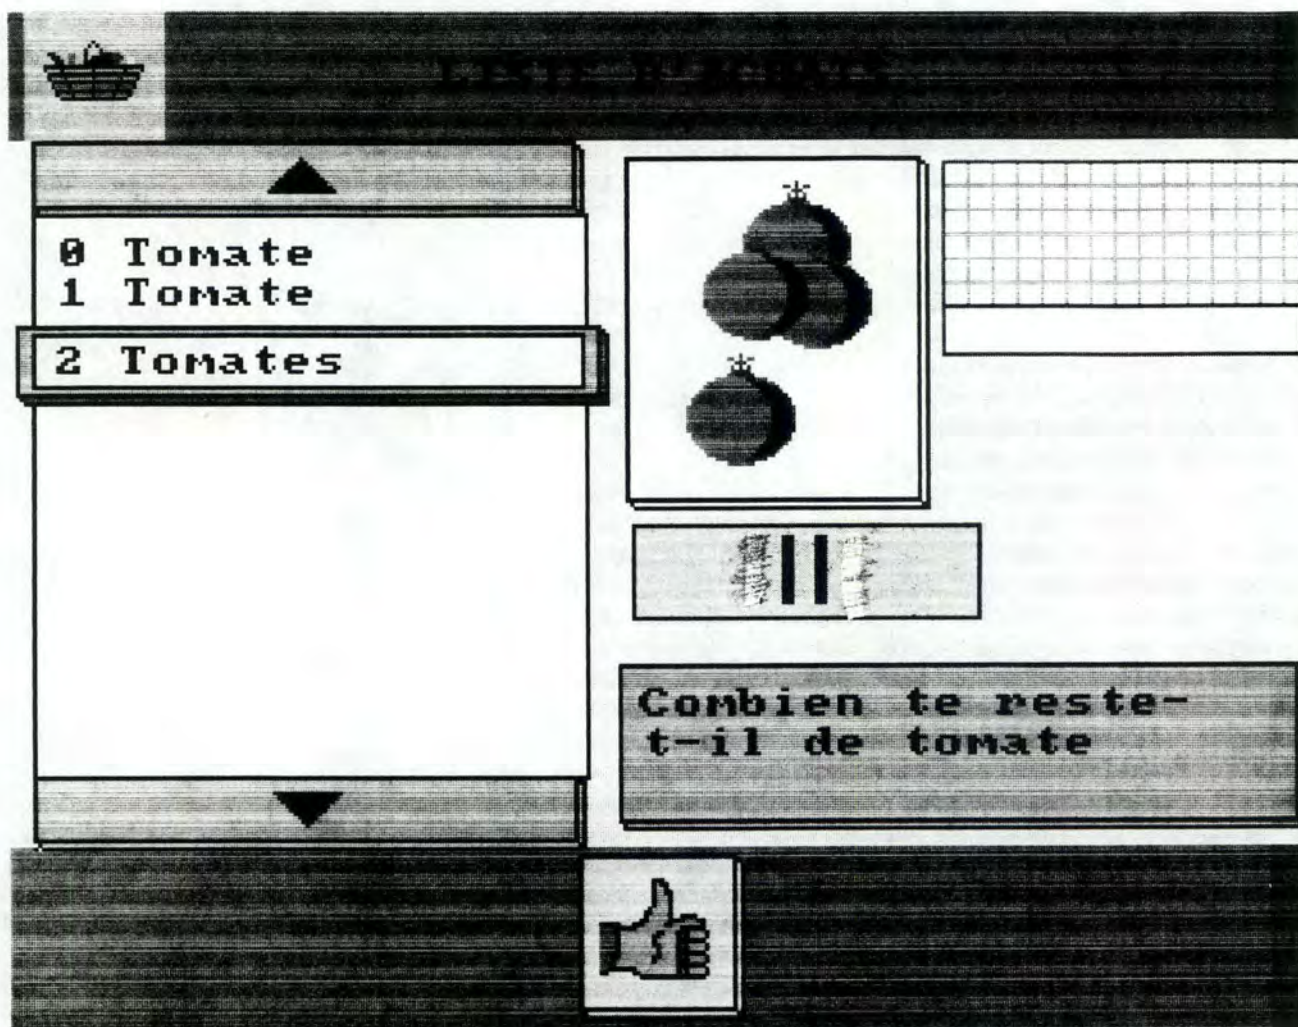 0 Tomate
1 Tomate
2 Tomates
Combien te reste-
t-il de tomate